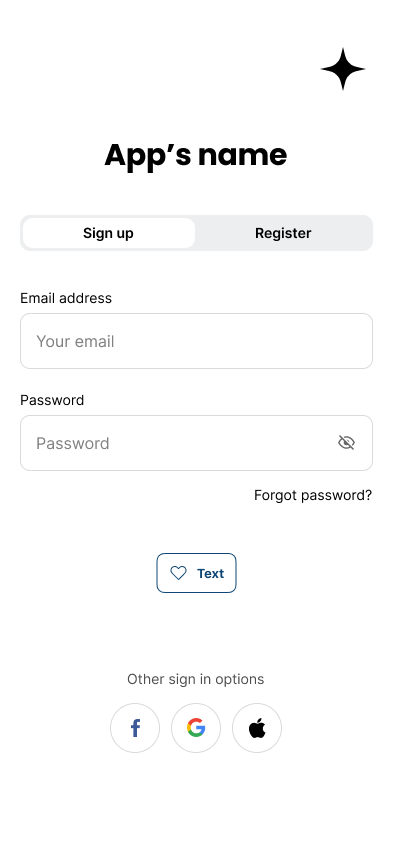 App’s name
Sign up Register
Email address
Your email
Password
Password
Forgot password?
Text
Other sign in options